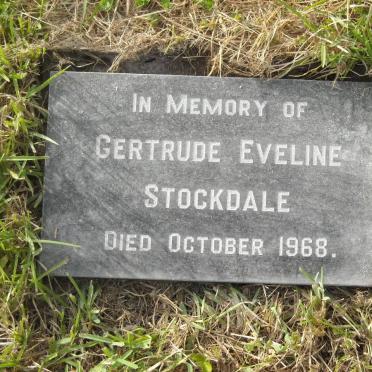 In Memory of
Gertrude Eveline
Stockdale
Died October 1968.